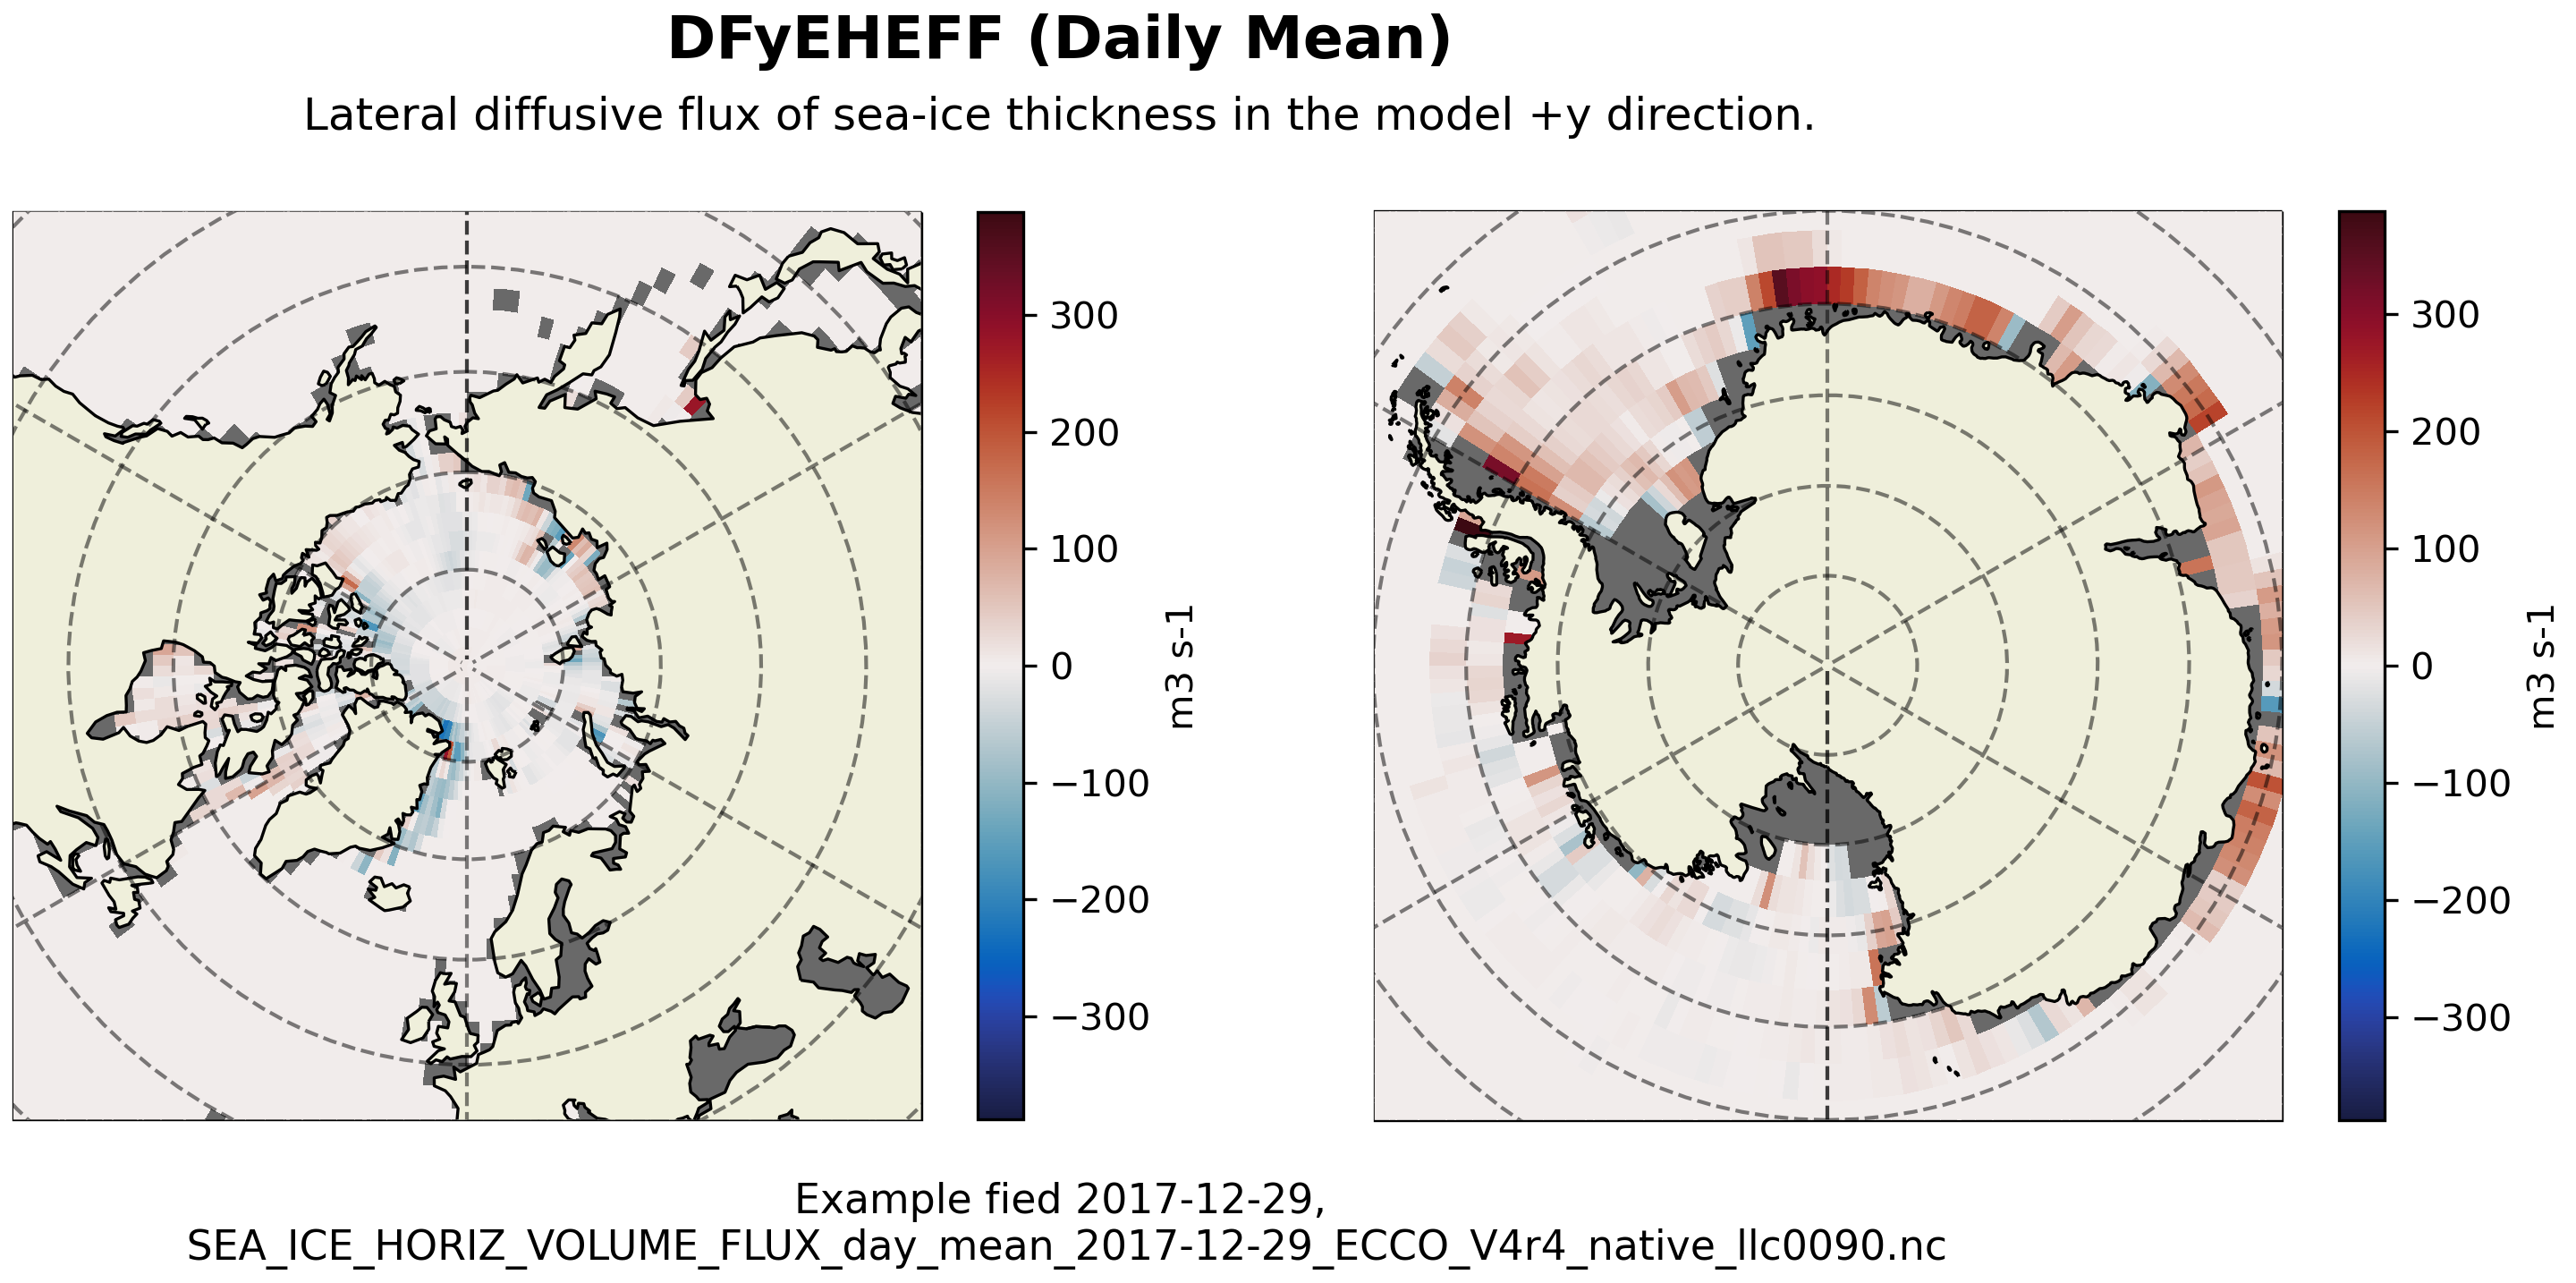 DFyEHEFF (Daily Mean)
Lateral diffusive flux of sea-ice thickness in the model +y direction.
300
200
100
0
−100
−200
−300
m3 s-1
300
200
100
0
−100
−200
−300
m3 s-1
Example fied 2017-12-29,
SEA_ICE_HORIZ_VOLUME_FLUX_day_mean_2017-12-29_ECCO_V4r4_native_llc0090.nc